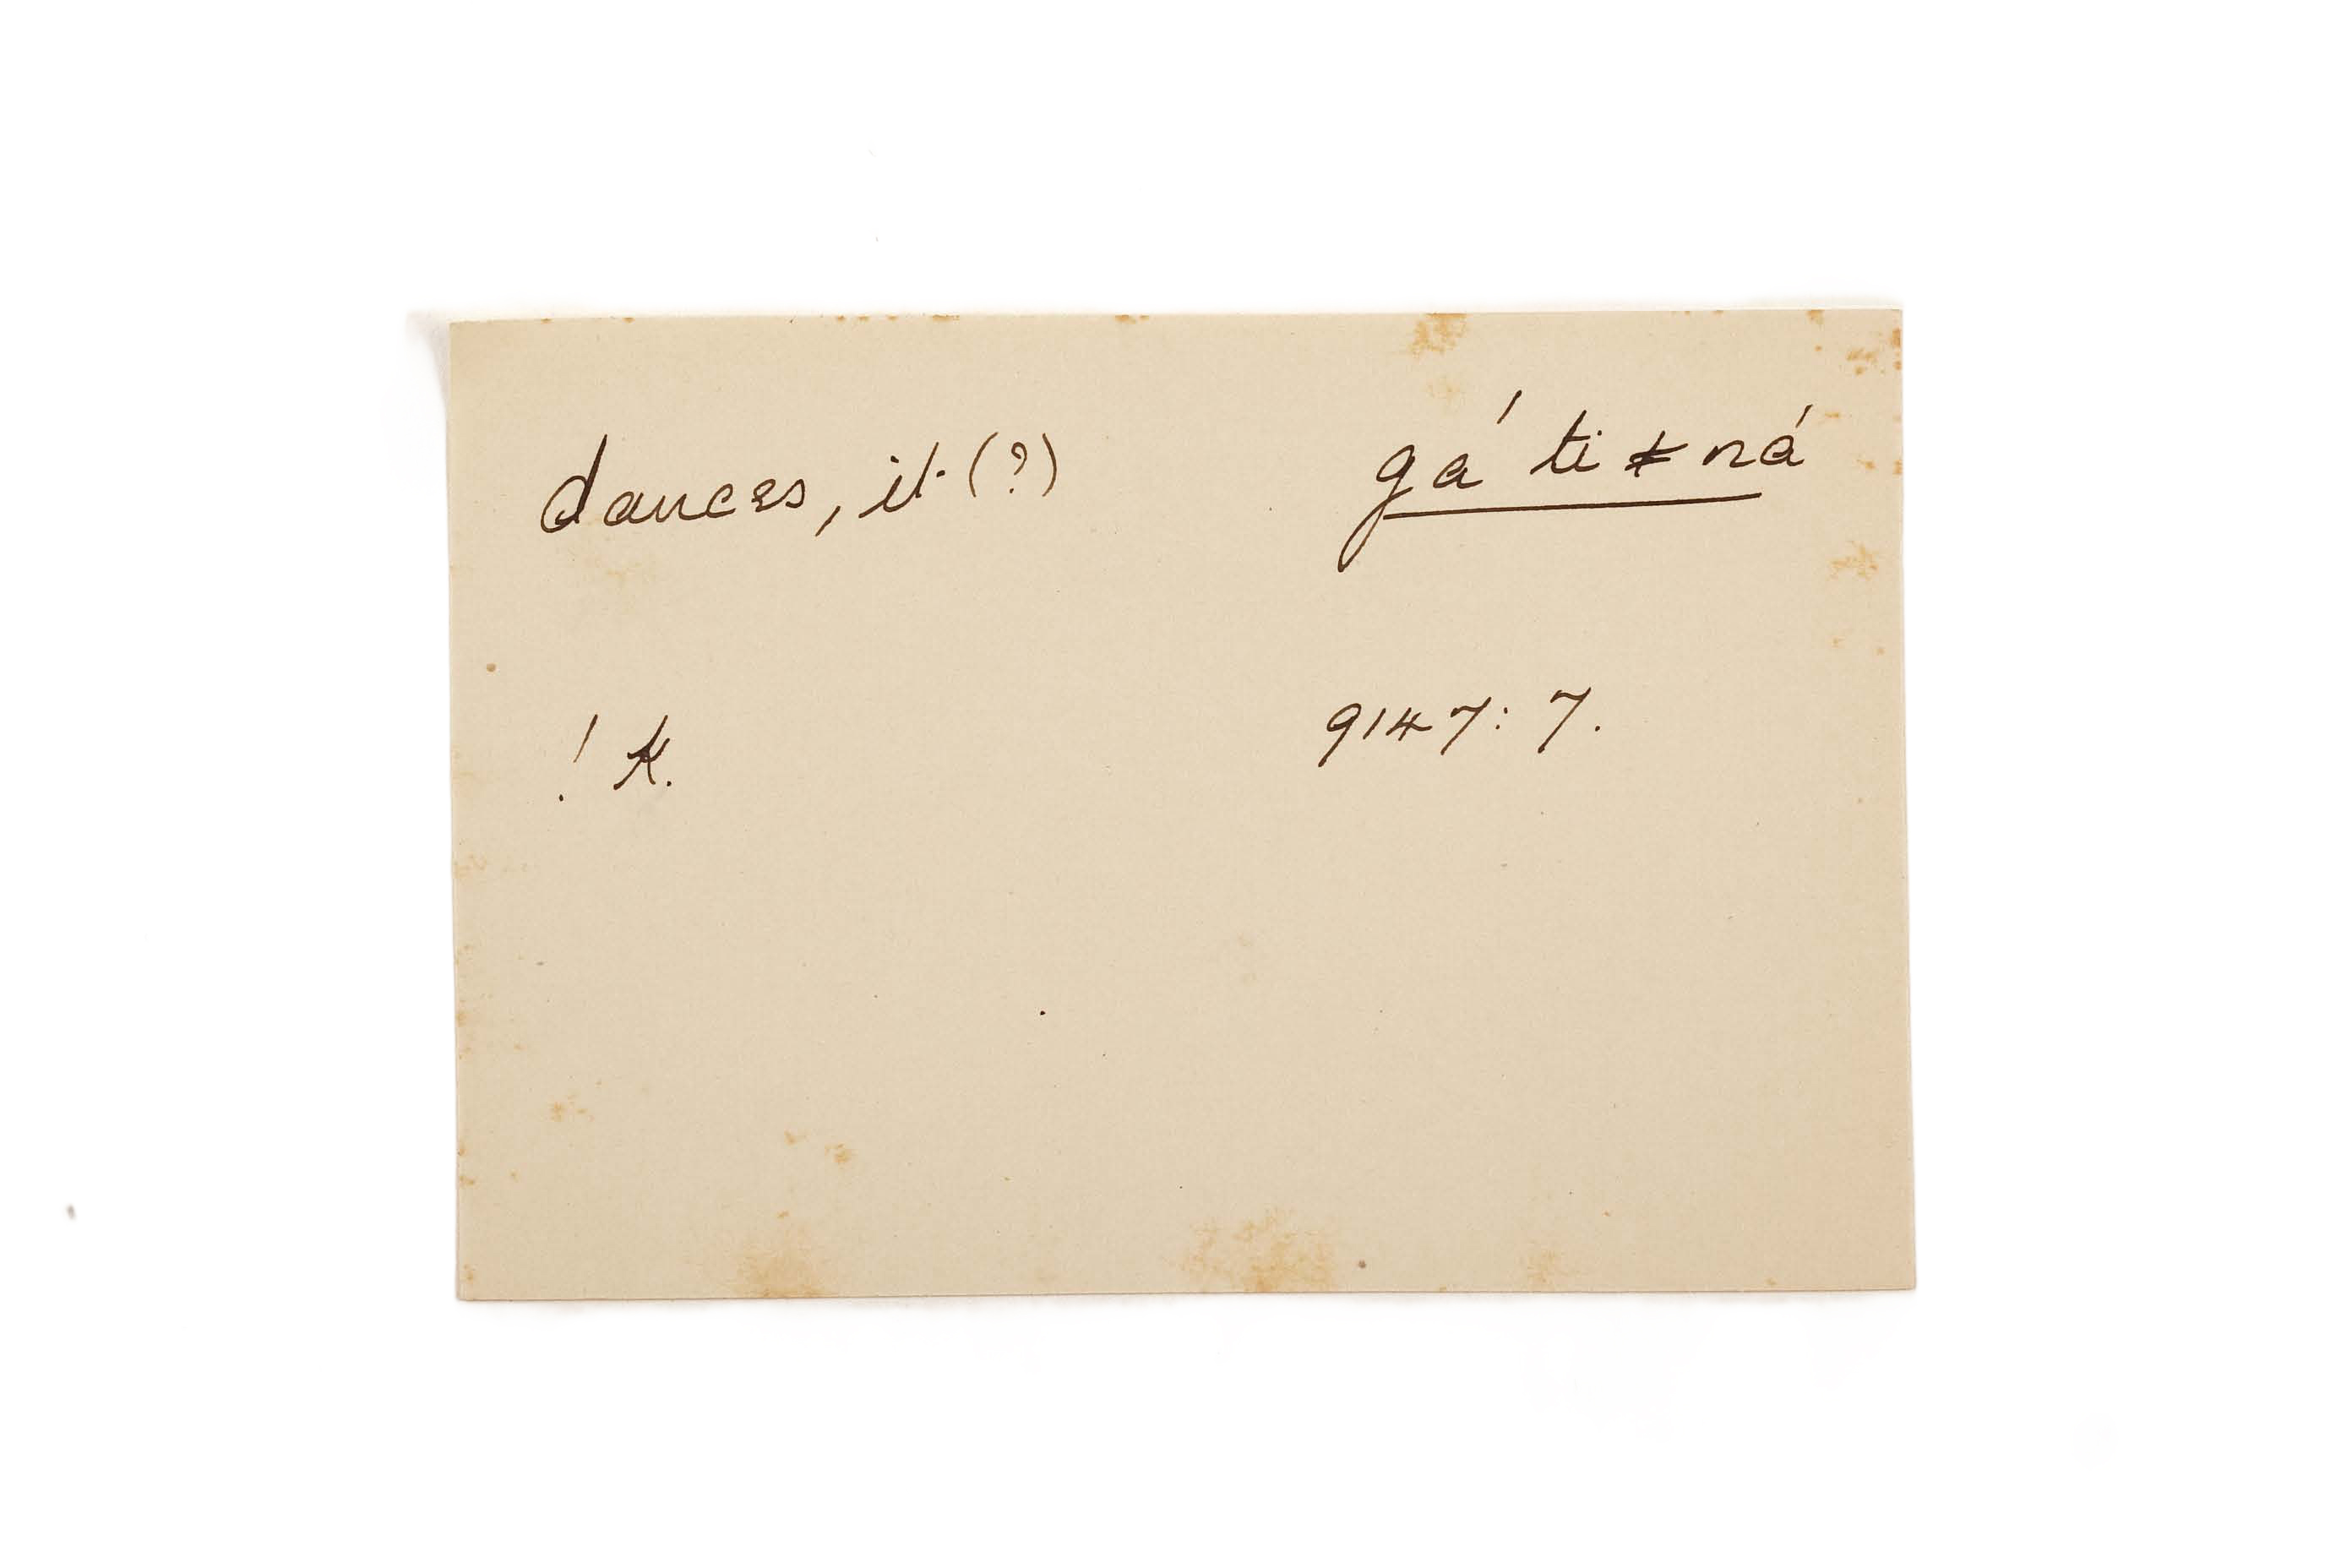 dances, it (?) gá ti ǂ ná
! K. 9147: 7.